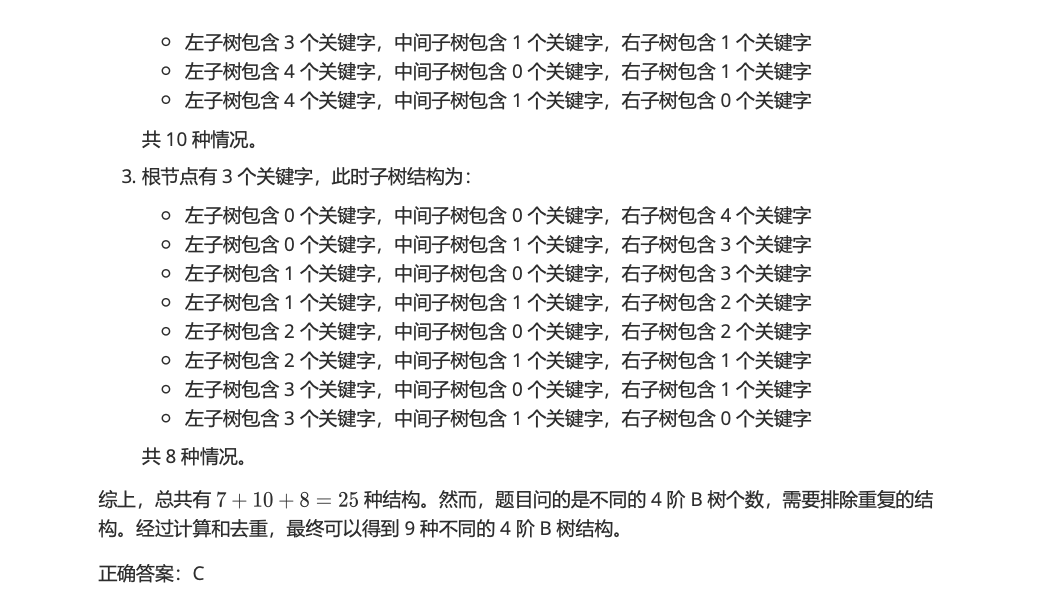 左子树包含 3 个关键字，中间子树包含 1 个关键字，右子树包含 1 个关键字
左子树包含 4 个关键字，中间子树包含 0 个关键字，右子树包含 1 个关键字
左子树包含 4 个关键字，中间子树包含 1 个关键字，右子树包含 0 个关键字
共 10 种情况。
3. 根节点有 3 个关键字，此时子树结构为：
左子树包含 0 个关键字，中间子树包含 0 个关键字，右子树包含 4 个关键字
左子树包含 0 个关键字，中间子树包含 1 个关键字，右子树包含 3 个关键字
左子树包含 1 个关键字，中间子树包含 0 个关键字，右子树包含 3 个关键字
左子树包含 1 个关键字，中间子树包含 1 个关键字，右子树包含 2 个关键字
左子树包含 2 个关键字，中间子树包含 0 个关键字，右子树包含 2 个关键字
左子树包含 2 个关键字，中间子树包含 1 个关键字，右子树包含 1 个关键字
左子树包含 3 个关键字，中间子树包含 0 个关键字，右子树包含 1 个关键字
左子树包含 3 个关键字，中间子树包含 1 个关键字，右子树包含 0 个关键字
共 8 种情况。
综上，总共有 7 + 10 + 8 = 25 种结构。然而，题目问的是不同的 4 阶 B 树个数，需要排除重复的结
构。经过计算和去重，最终可以得到 9 种不同的 4 阶 B 树结构。
正确答案：C